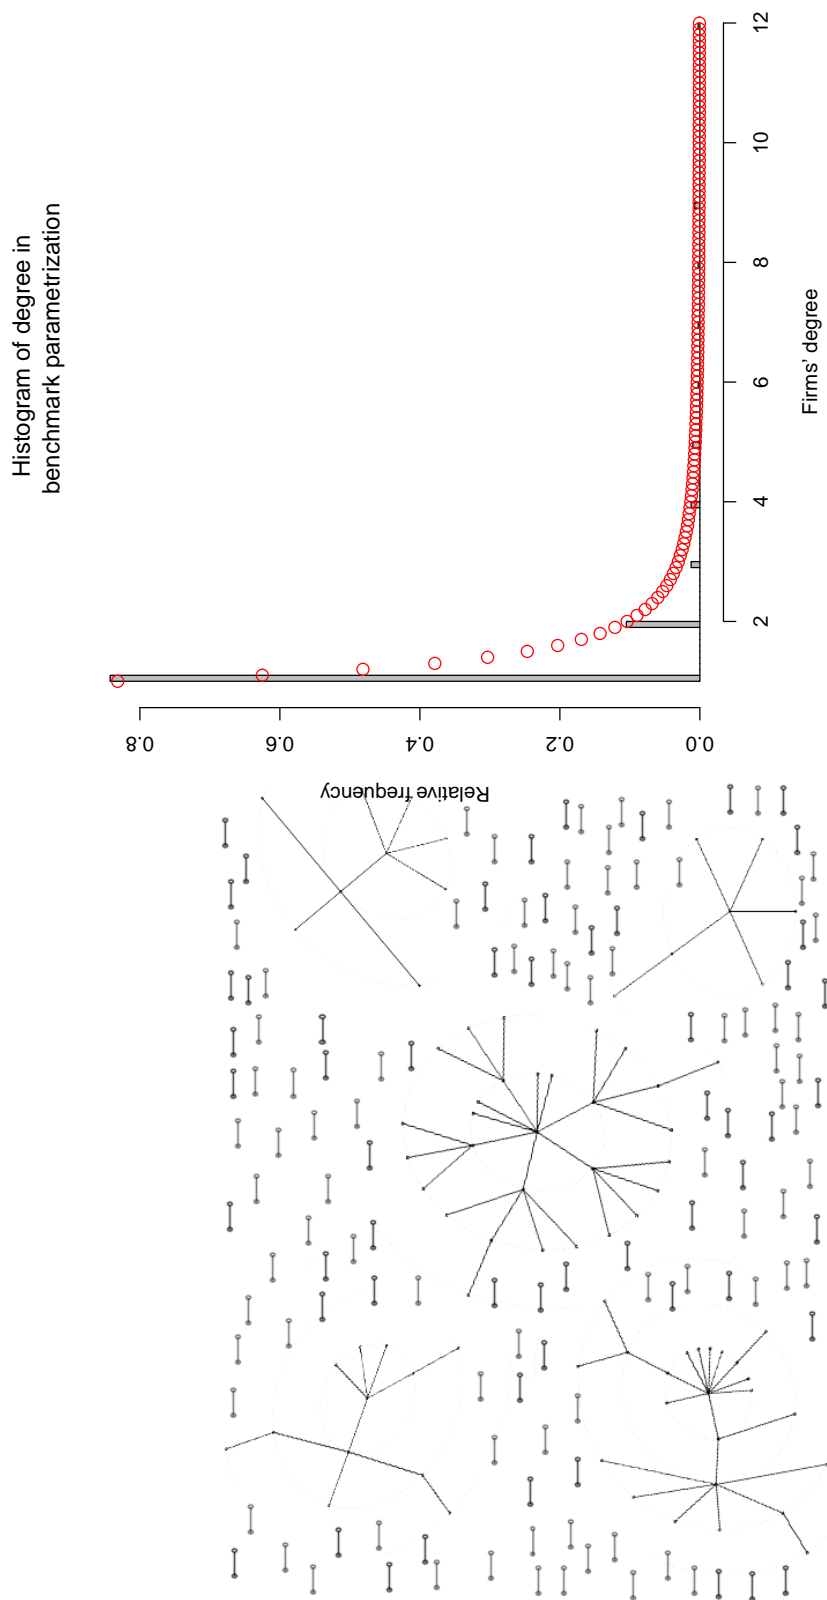 Histogram of degree in
benchmark parametrization
Relative frequency
0.0
0.2
0.4
0.6
0.8
2
4
6
8
10
12
Firms' degree